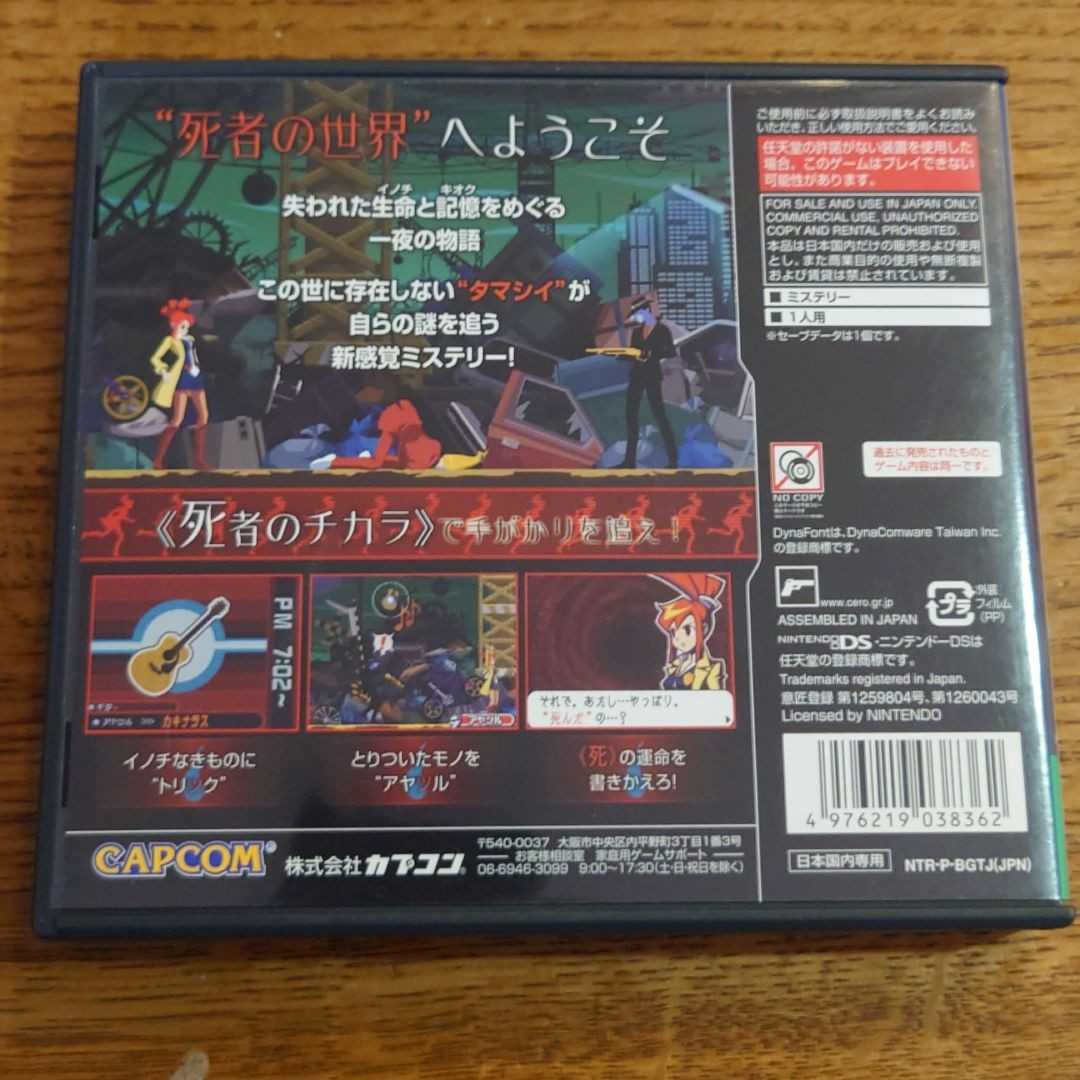 “死者の世界”へようこそ
イノチ キオク
失われた生命と記憶をめぐる
一夜の物語
この世に存在しない“タマシイ”が
自らの謎を追う
新感覚ミステリー!
《死者のチカラ》で手がかりを追え!
PM 7:02~
ギター
アヤツル >>> カキナラス
アヤツル
それで。あたし…やっぱり。
“死んだ”の…?
イノチなきものに
“トリツク”
とりついたモノを
“アヤツル”
《死》の運命を
書きかえろ!
CAPCOM 株式会社カプコン
〒540-0037 大阪市中央区内平野町3丁目1番3号
お客様相談室 家庭用ゲームサポート
06-6946-3099 9:00~17:30(土・日・祝日を除く)
ご使用前に必ず取扱説明書をよくお読み
いただき、正しい使用方法でご愛用ください。
任天堂の許諾がない装置を使用した
場合、このゲームはプレイできない
可能性があります。
FOR SALE AND USE IN JAPAN ONLY.
COMMERCIAL USE, UNAUTHORIZED
COPY AND RENTAL PROHIBITED.
本品は日本国内だけの販売および使用
とし、また商業目的の使用や無断複製
および賃貸は禁止されています。
■ ミステリー
■ 1人用
※セーブデータは1個です。
NO COPY
過去に発売されたものと
ゲーム内容は同一です。
DynaFontは、DynaComware Taiwan Inc.
の登録商標です。
www.cero.gr.jp
ASSEMBLED IN JAPAN
プラ
外装
フィルム
(PP)
NINTENDO DS・ニンテンドーDSは
任天堂の登録商標です。
Trademarks registered in Japan.
意匠登録 第1259804号、第1260043号
Licensed by NINTENDO
4 976219 038362
日本国内専用
NTR-P-BGTJ(JPN)